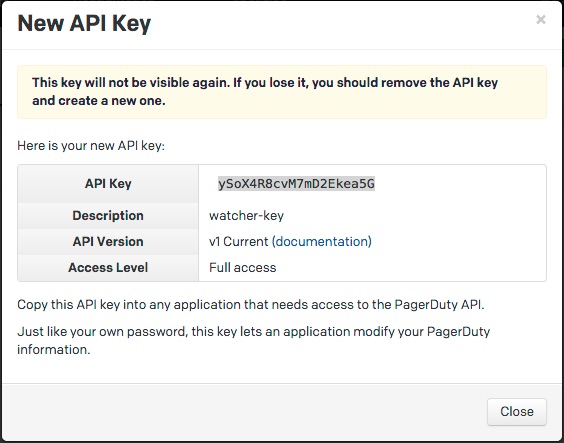 New API Key
×
This key will not be visible again. If you lose it, you should remove the API key
and create a new one.
Here is your new API key:
API Key ySoX4R8cvM7mD2Ekea5G
Description watcher-key
API Version v1 Current (documentation)
Access Level Full access
Copy this API key into any application that needs access to the PagerDuty API.
Just like your own password, this key lets an application modify your PagerDuty
information.
Close